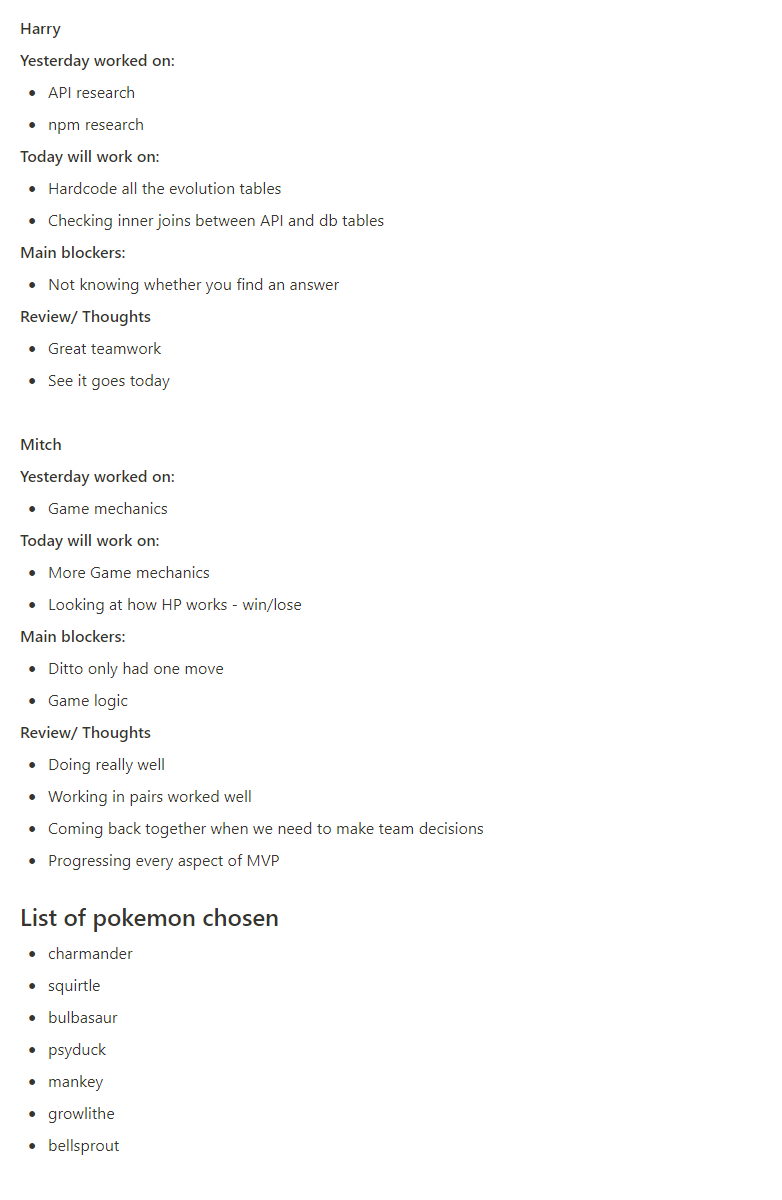 Harry
Yesterday worked on:
API research
npm research
Today will work on:
Hardcode all the evolution tables
Checking inner joins between API and db tables
Main blockers:
Not knowing whether you find an answer
Review/ Thoughts
Great teamwork
See it goes today
Mitch
Yesterday worked on:
Game mechanics
Today will work on:
More Game mechanics
Looking at how HP works - win/lose
Main blockers:
Ditto only had one move
Game logic
Review/ Thoughts
Doing really well
Working in pairs worked well
Coming back together when we need to make team decisions
Progressing every aspect of MVP
List of pokemon chosen
charmander
squirtle
bulbasaur
psyduck
mankey
growlithe
bellsprout